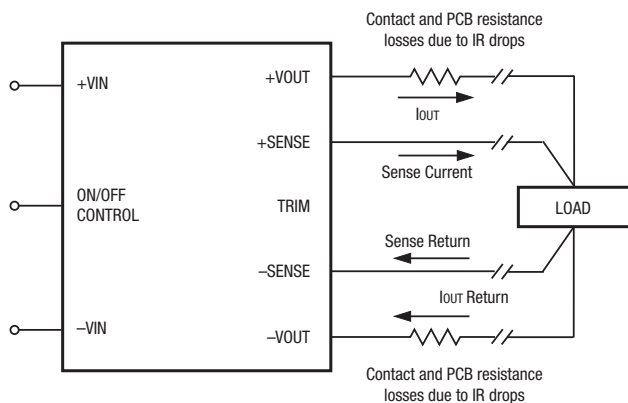 Contact and PCB resistance
losses due to IR drops
+VIN
+VOUT
IOUT
+SENSE
Sense Current
ON/OFF
CONTROL
TRIM
LOAD
Sense Return
−SENSE
IOUT Return
−VIN
−VOUT
Contact and PCB resistance
losses due to IR drops